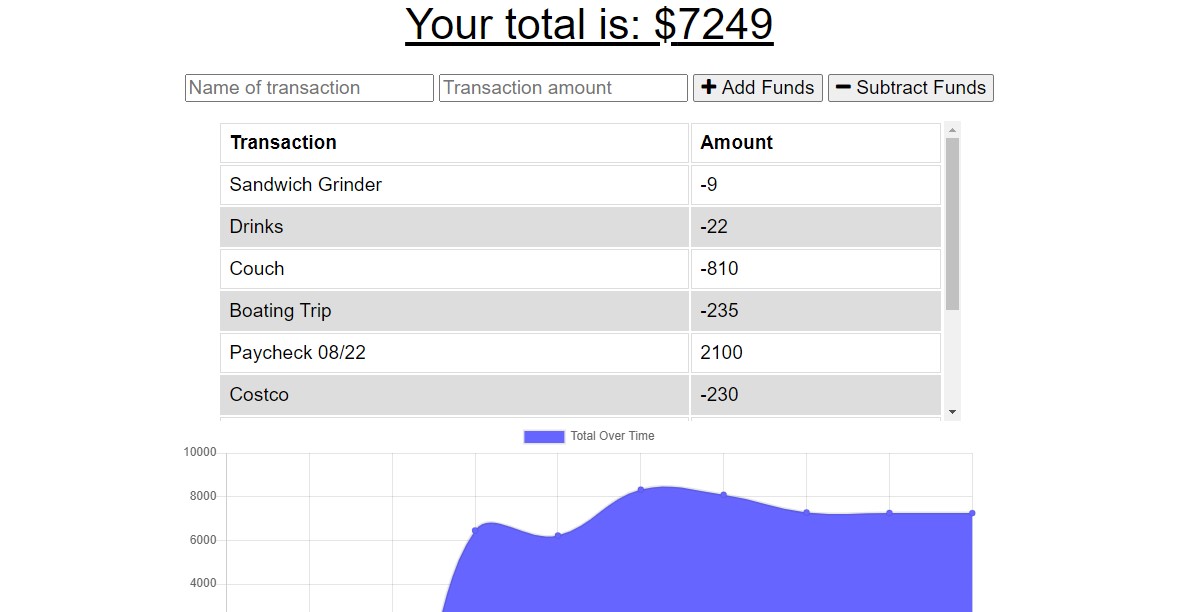 Your total is: $7249
Name of transaction Transaction amount + Add Funds − Subtract Funds
Transaction Amount
Sandwich Grinder -9
Drinks -22
Couch -810
Boating Trip -235
Paycheck 08/22 2100
Costco -230
Total Over Time
10000
8000
6000
4000